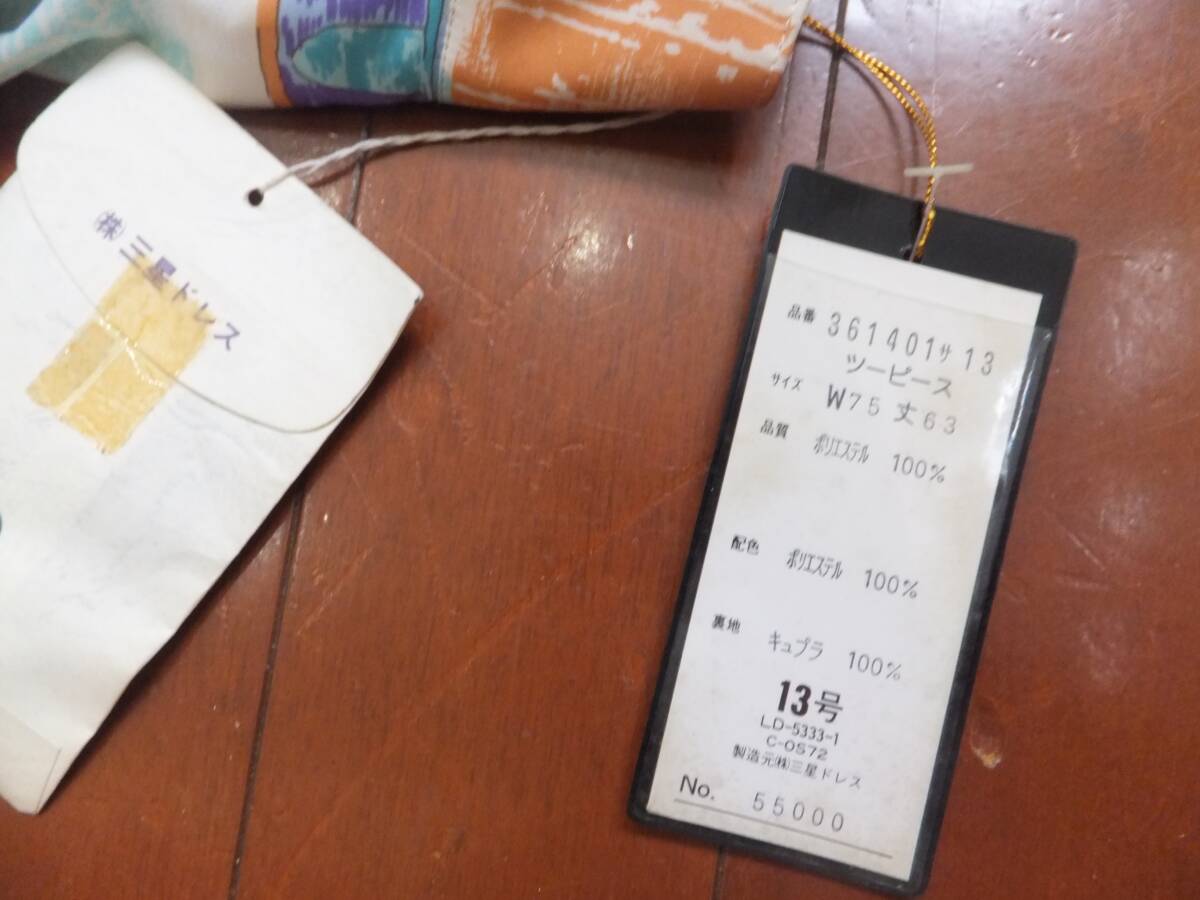 ㈱三星ドレス
品番 361401サ13
ツーピース
サイズ W75 丈63
品質 ポリエステル 100%
配色 ポリエステル 100%
裏地 キュプラ 100%
13号
LD-5333-1
C-0S72
製造元㈱三星ドレス
No. 55000